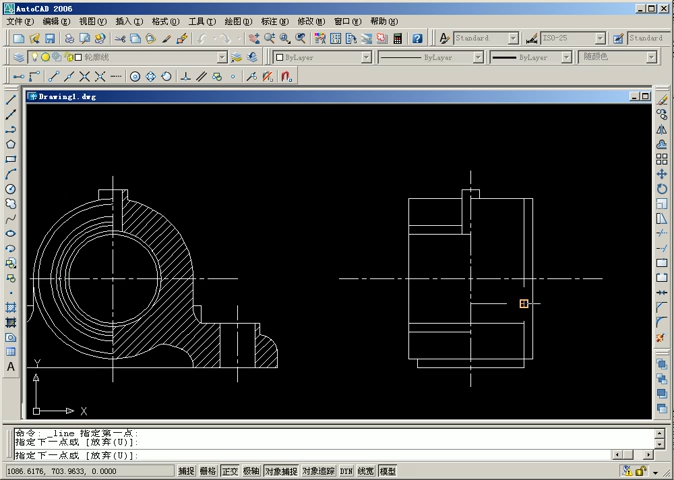 AutoCAD 2006
文件(F) 编辑(E) 视图(V) 插入(I) 格式(O) 工具(T) 绘图(D) 标注(N) 修改(M) 窗口(W) 帮助(H)
Standard ISO-25 Standard
轮廓线 ByLayer ByLayer ByLayer 随颜色
Drawing1.dwg
Y
X
A
命令: _line 指定第一点:
指定下一点或 [放弃(U)]:
指定下一点或 [放弃(U)]:
1086.6176, 703.9633, 0.0000 捕捉 栅格 正交 极轴 对象捕捉 对象追踪 DYN 线宽 模型